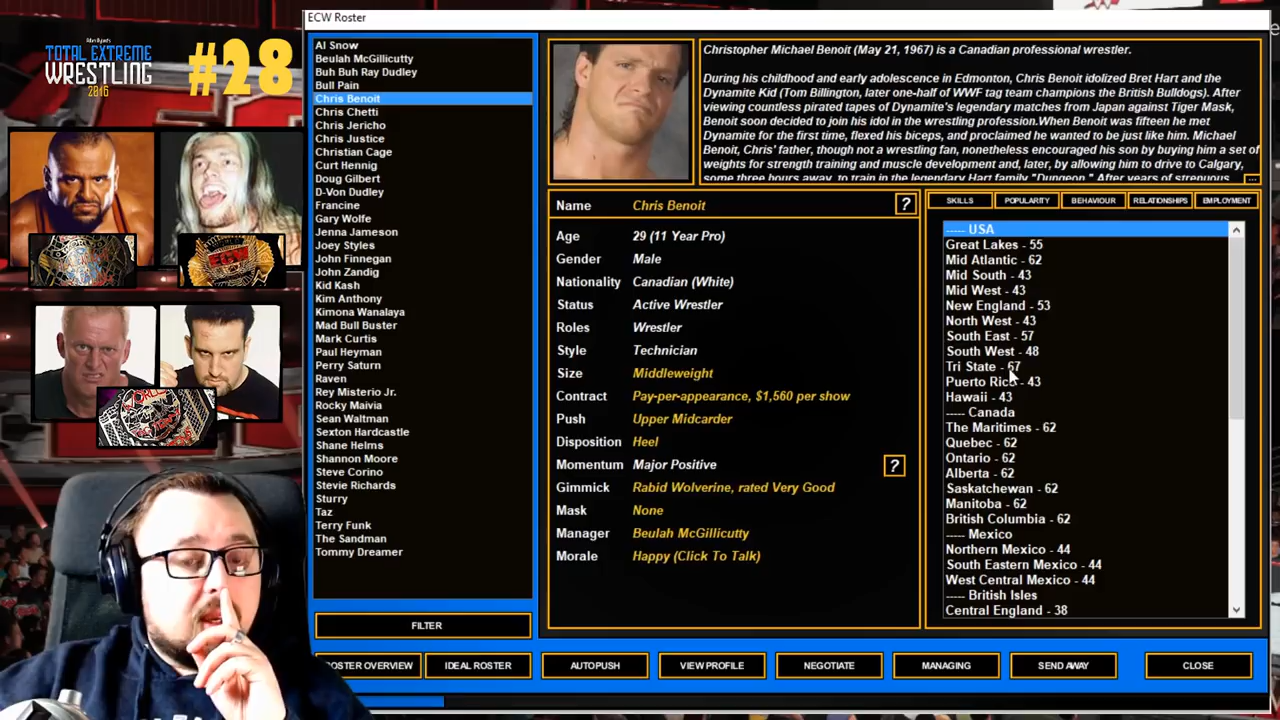 ECW Roster
Adam Ryland's
TOTAL EXTREME
WRESTLING
2016
#28
Al Snow
Beulah McGillicutty
Buh Buh Ray Dudley
Bull Pain
Chris Benoit
Chris Chetti
Chris Jericho
Chris Justice
Christian Cage
Curt Hennig
Doug Gilbert
D-Von Dudley
Francine
Gary Wolfe
Jenna Jameson
Joey Styles
John Finnegan
John Zandig
Kid Kash
Kim Anthony
Kimona Wanalaya
Mad Bull Buster
Mark Curtis
Paul Heyman
Perry Saturn
Raven
Rey Misterio Jr.
Rocky Maivia
Sean Waltman
Sexton Hardcastle
Shane Helms
Shannon Moore
Steve Corino
Stevie Richards
Sturry
Taz
Terry Funk
The Sandman
Tommy Dreamer
FILTER
Christopher Michael Benoit (May 21, 1967) is a Canadian professional wrestler.
During his childhood and early adolescence in Edmonton, Chris Benoit idolized Bret Hart and the
Dynamite Kid (Tom Billington, later one-half of WWF tag team champions the British Bulldogs). After
viewing countless pirated tapes of Dynamite's legendary matches from Japan against Tiger Mask,
Benoit soon decided to join his idol in the wrestling profession.When Benoit was fifteen he met
Dynamite for the first time, flexed his biceps, and proclaimed he wanted to be just like him. Michael
Benoit, Chris' father, though not a wrestling fan, nonetheless encouraged his son by buying him a set of
weights for strength training and muscle development and, later, by allowing him to drive to Calgary,
some three hours away, to train in the legendary Hart family "Dungeon." After years of strenuous
...
Name Chris Benoit ?
Age 29 (11 Year Pro)
Gender Male
Nationality Canadian (White)
Status Active Wrestler
Roles Wrestler
Style Technician
Size Middleweight
Contract Pay-per-appearance, $1,560 per show
Push Upper Midcarder
Disposition Heel
Momentum Major Positive ?
Gimmick Rabid Wolverine, rated Very Good
Mask None
Manager Beulah McGillicutty
Morale Happy (Click To Talk)
SKILLS POPULARITY BEHAVIOUR RELATIONSHIPS EMPLOYMENT
----- USA
Great Lakes - 55
Mid Atlantic - 62
Mid South - 43
Mid West - 43
New England - 53
North West - 43
South East - 57
South West - 48
Tri State - 67
Puerto Rico - 43
Hawaii - 43
----- Canada
The Maritimes - 62
Quebec - 62
Ontario - 62
Alberta - 62
Saskatchewan - 62
Manitoba - 62
British Columbia - 62
----- Mexico
Northern Mexico - 44
South Eastern Mexico - 44
West Central Mexico - 44
----- British Isles
Central England - 38
ROSTER OVERVIEW IDEAL ROSTER AUTOPUSH VIEW PROFILE NEGOTIATE MANAGING SEND AWAY CLOSE